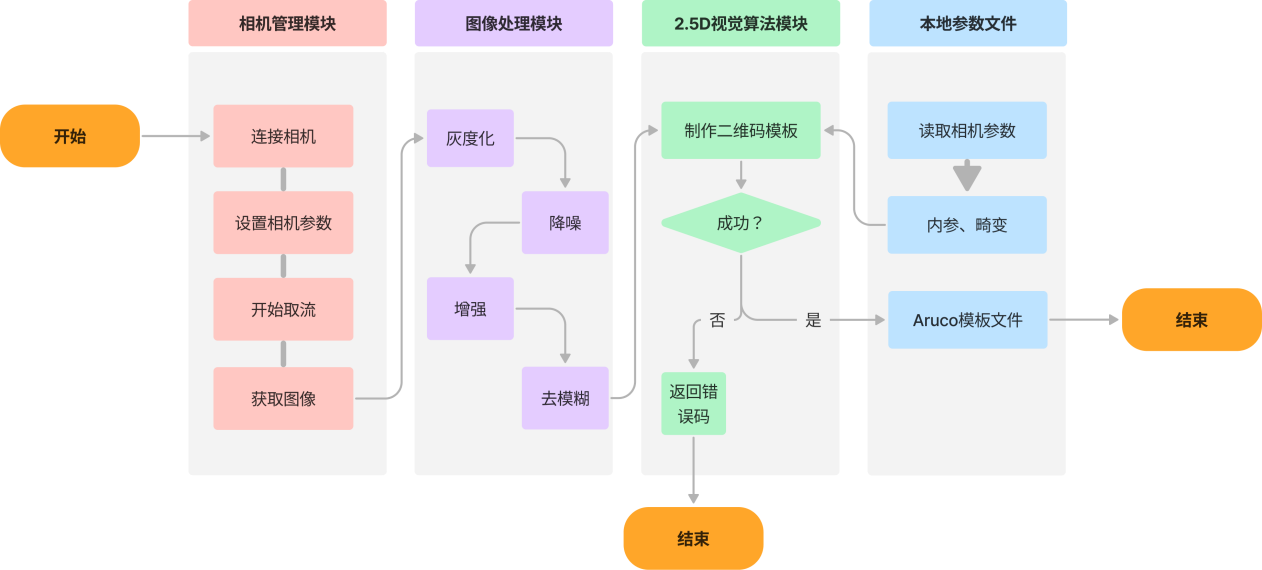 相机管理模块
图像处理模块
2.5D视觉算法模块
本地参数文件
开始
连接相机
设置相机参数
开始取流
获取图像
灰度化
降噪
增强
去模糊
制作二维码模板
成功？
否
是
返回错
误码
结束
读取相机参数
内参、畸变
Aruco模板文件
结束